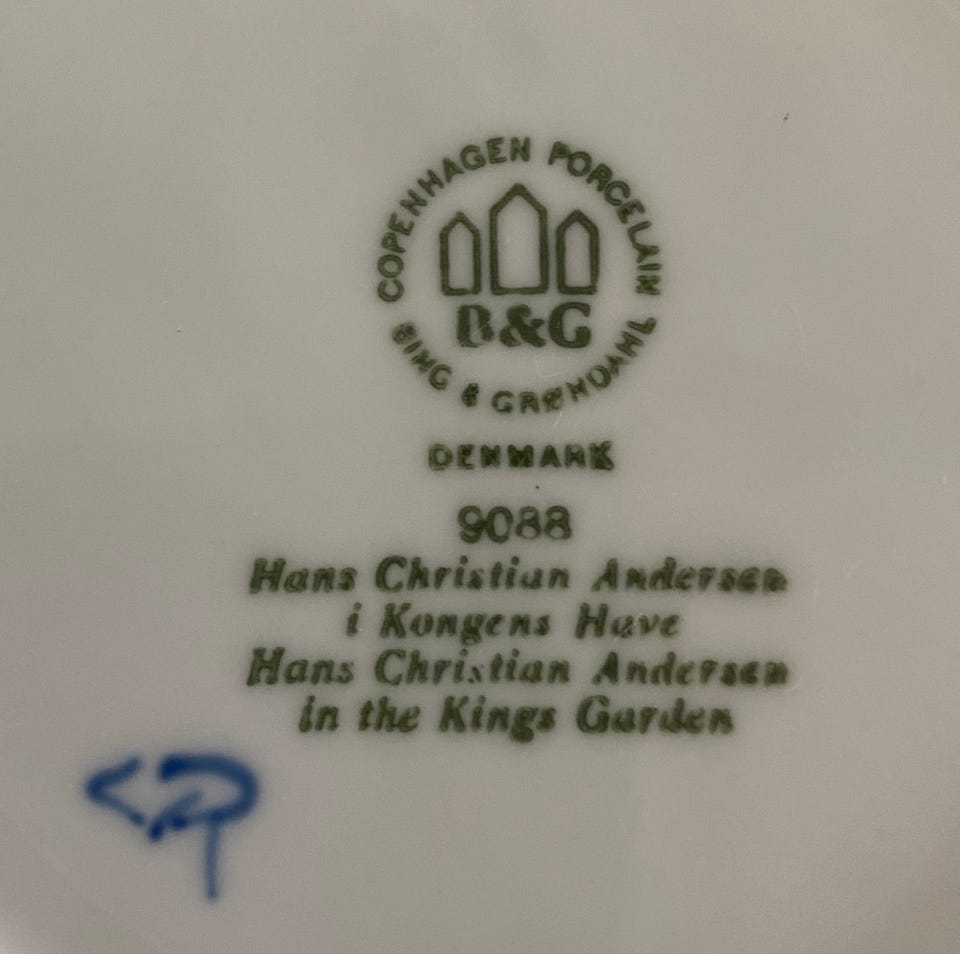 COPENHAGEN PORCELAIN
B&G
BING & GRØNDAHL
DENMARK
9088
Hans Christian Andersen
i Kongens Have
Hans Christian Andersen
in the Kings Garden